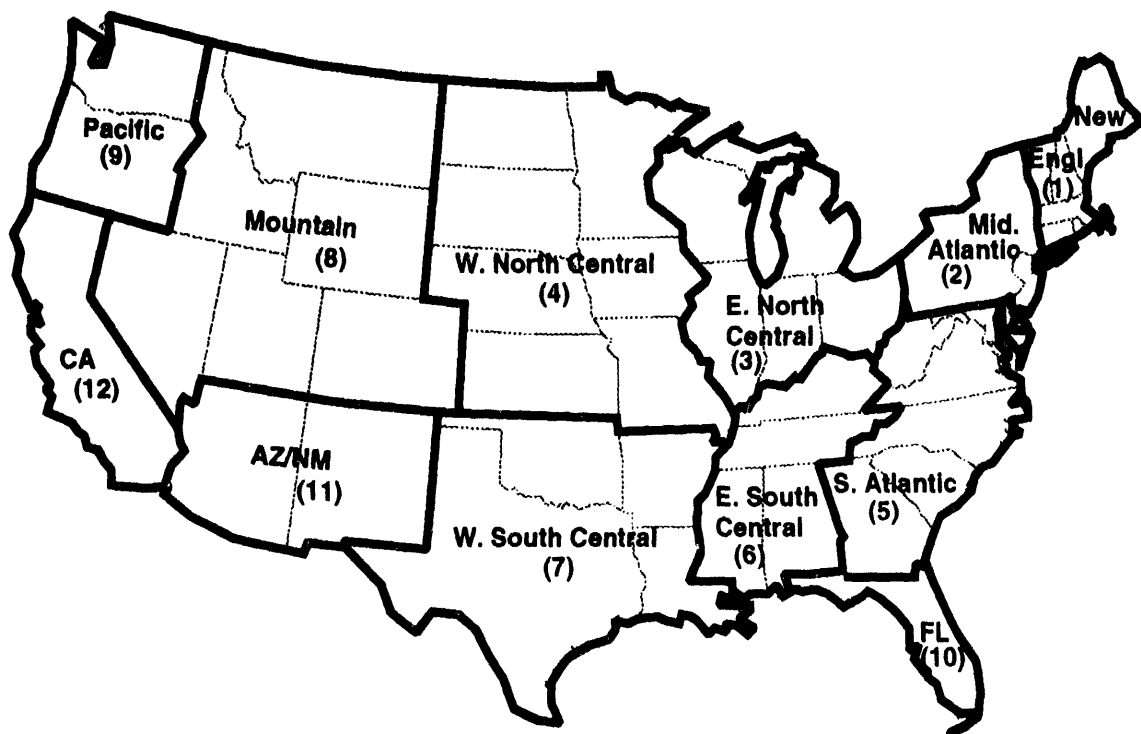 New
Engl
(1)
Pacific
(9)
Mountain
(8)
Mid.
Atlantic
(2)
W. North Central
(4)
E. North
Central
(3)
CA
(12)
AZ/NM
(11)
W. South Central
(7)
E. South
Central
(6)
S. Atlantic
(5)
FL
(10)